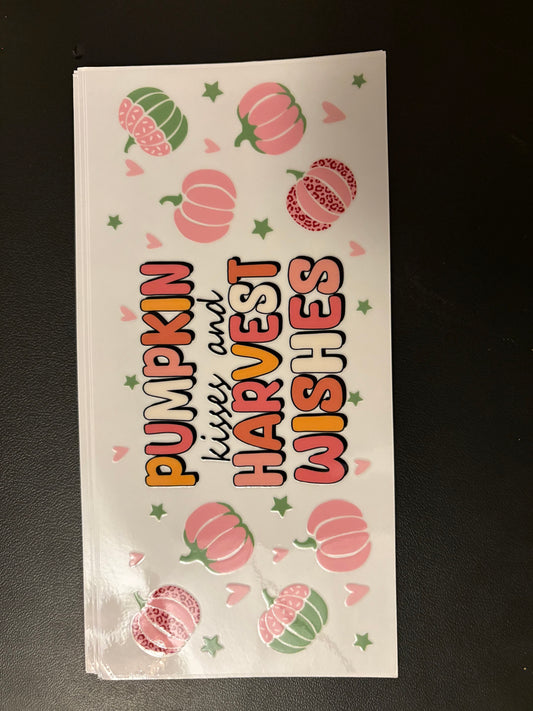 PUMPKIN
kisses and
HARVEST
WISHES